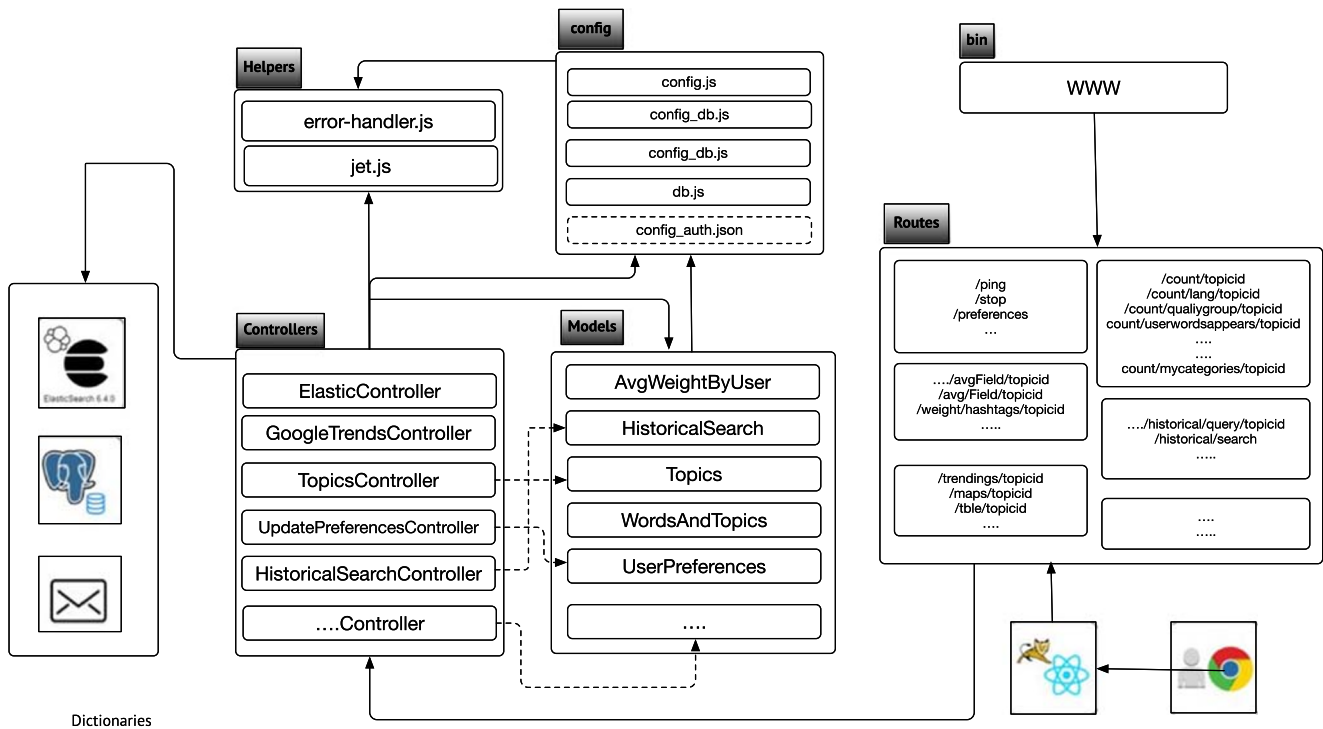 config
bin
Helpers
config.js
WWW
config_db.js
error-handler.js
config_db.js
jet.js
db.js
config_auth.json
Routes
/ping
/stop
/preferences
...
/count/topicid
/count/lang/topicid
/count/qualiygroup/topicid
count/userwordsappears/topicid
....
....
count/mycategories/topicid
..../avgField/topicid
/avg/Field/topicid
/weight/hashtags/topicid
.....
..../historical/query/topicid
/historical/search
.....
/trendings/topicid
/maps/topicid
/tble/topicid
....
....
.....
Controllers
ElasticController
GoogleTrendsController
TopicsController
UpdatePreferencesController
HistoricalSearchController
....Controller
Models
AvgWeightByUser
HistoricalSearch
Topics
WordsAndTopics
UserPreferences
....
ElasticSearch 6.4.0
Dictionaries